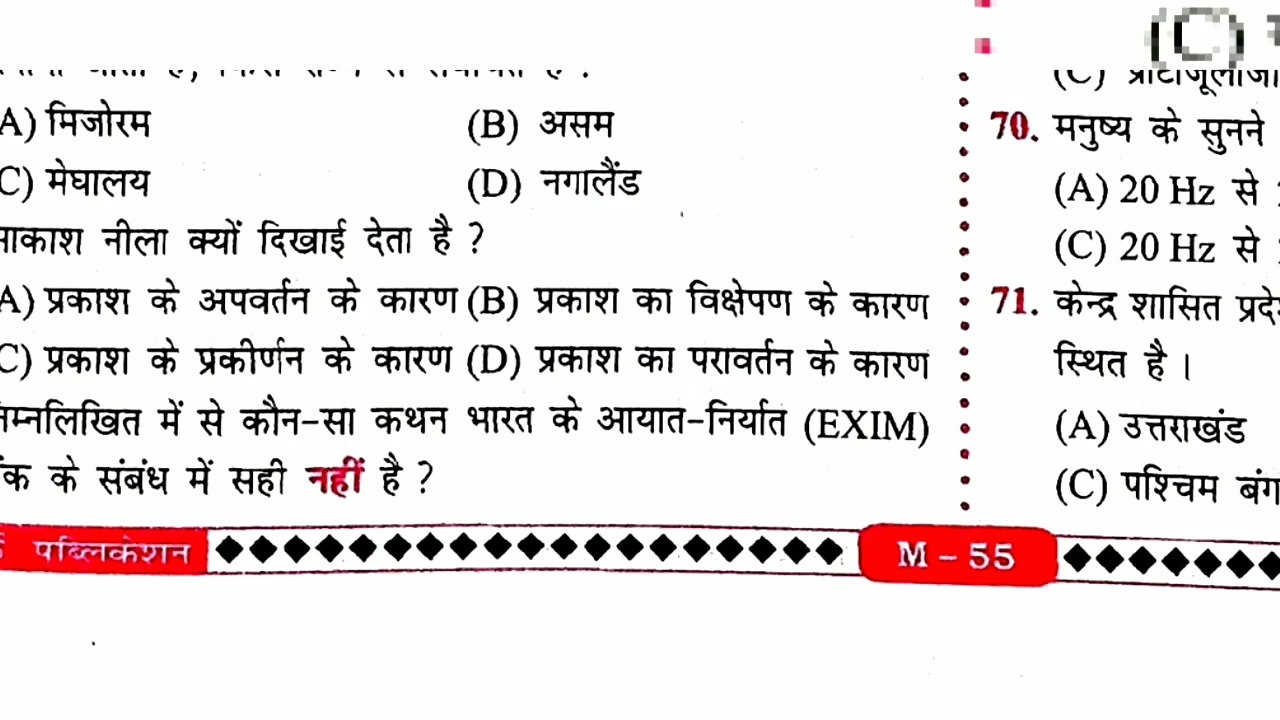 A) मिजोरम (B) असम
C) मेघालय (D) नगालैंड
आकाश नीला क्यों दिखाई देता है ?
A) प्रकाश के अपवर्तन के कारण (B) प्रकाश का विक्षेपण के कारण
C) प्रकाश के प्रकीर्णन के कारण (D) प्रकाश का परावर्तन के कारण
निम्नलिखित में से कौन-सा कथन भारत के आयात-निर्यात (EXIM)
के संबंध में सही नहीं है ?
पब्लिकेशन
M - 55
(C)
(C)
70. मनुष्य के सुनने
(A) 20 Hz से
(C) 20 Hz से
71. केन्द्र शासित
स्थित है ।
(A) उत्तराखंड
(C) पश्चिम